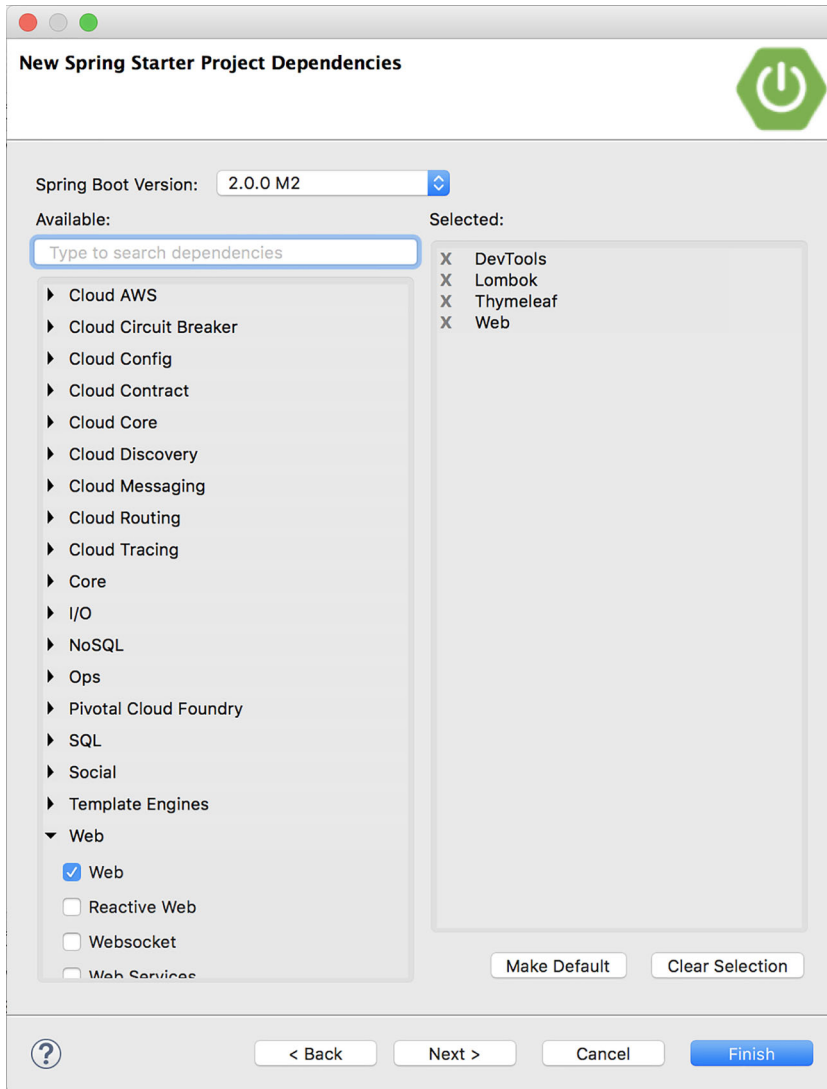 New Spring Starter Project Dependencies
Spring Boot Version: 2.0.0 M2
Available:
Type to search dependencies
Cloud AWS
Cloud Circuit Breaker
Cloud Config
Cloud Contract
Cloud Core
Cloud Discovery
Cloud Messaging
Cloud Routing
Cloud Tracing
Core
I/O
NoSQL
Ops
Pivotal Cloud Foundry
SQL
Social
Template Engines
Web
Web
Reactive Web
Websocket
Web Services
Selected:
X DevTools
X Lombok
X Thymeleaf
X Web
Make Default Clear Selection
? < Back Next > Cancel Finish